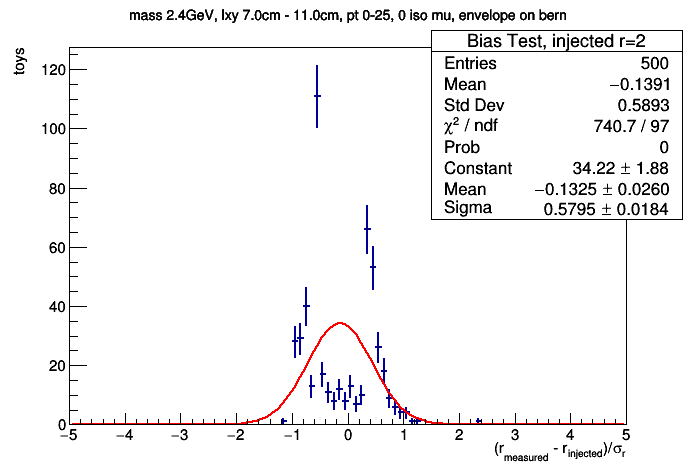 mass 2.4GeV, lxy 7.0cm - 11.0cm, pt 0-25, 0 iso mu, envelope on bern
toys
Bias Test, injected r=2
Entries 500
Mean −0.1391
Std Dev 0.5893
χ² / ndf 740.7 / 97
Prob 0
Constant 34.22 ± 1.88
Mean −0.1325 ± 0.0260
Sigma 0.5795 ± 0.0184
120
100
80
60
40
20
0
−5 −4 −3 −2 −1 0 1 2 3 4 5
(r_measured - r_injected)/σ_r